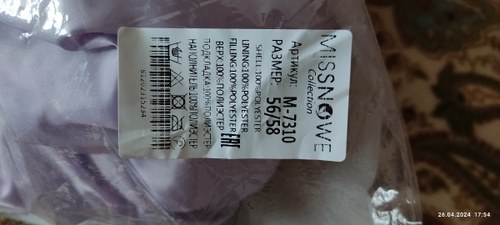 MISSNOWE
Collection
Артикул: M-7310
РАЗМЕР: 56/58
SHELL:100%POLYESTER
LINING:100%POLYESTER
FILLING:100%POLYESTER
ВЕРХ:100%ПОЛИЭСТЕР
ПОДКЛАДКА:100%ПОЛИЭСТЕР
НАПОЛНИТЕЛЬ:100%ПОЛИЭСТЕР
EAC
26.04.2024 17:54